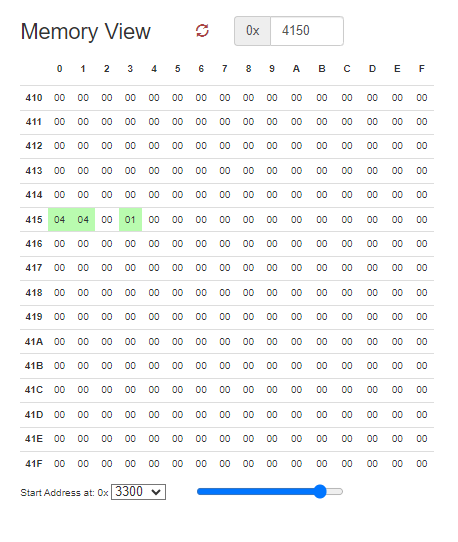 Memory View 0x 4150
0 1 2 3 4 5 6 7 8 9 A B C D E F
410 00 00 00 00 00 00 00 00 00 00 00 00 00 00 00 00
411 00 00 00 00 00 00 00 00 00 00 00 00 00 00 00 00
412 00 00 00 00 00 00 00 00 00 00 00 00 00 00 00 00
413 00 00 00 00 00 00 00 00 00 00 00 00 00 00 00 00
414 00 00 00 00 00 00 00 00 00 00 00 00 00 00 00 00
415 04 04 00 01 00 00 00 00 00 00 00 00 00 00 00 00
416 00 00 00 00 00 00 00 00 00 00 00 00 00 00 00 00
417 00 00 00 00 00 00 00 00 00 00 00 00 00 00 00 00
418 00 00 00 00 00 00 00 00 00 00 00 00 00 00 00 00
419 00 00 00 00 00 00 00 00 00 00 00 00 00 00 00 00
41A 00 00 00 00 00 00 00 00 00 00 00 00 00 00 00 00
41B 00 00 00 00 00 00 00 00 00 00 00 00 00 00 00 00
41C 00 00 00 00 00 00 00 00 00 00 00 00 00 00 00 00
41D 00 00 00 00 00 00 00 00 00 00 00 00 00 00 00 00
41E 00 00 00 00 00 00 00 00 00 00 00 00 00 00 00 00
41F 00 00 00 00 00 00 00 00 00 00 00 00 00 00 00 00
Start Address at: 0x 3300